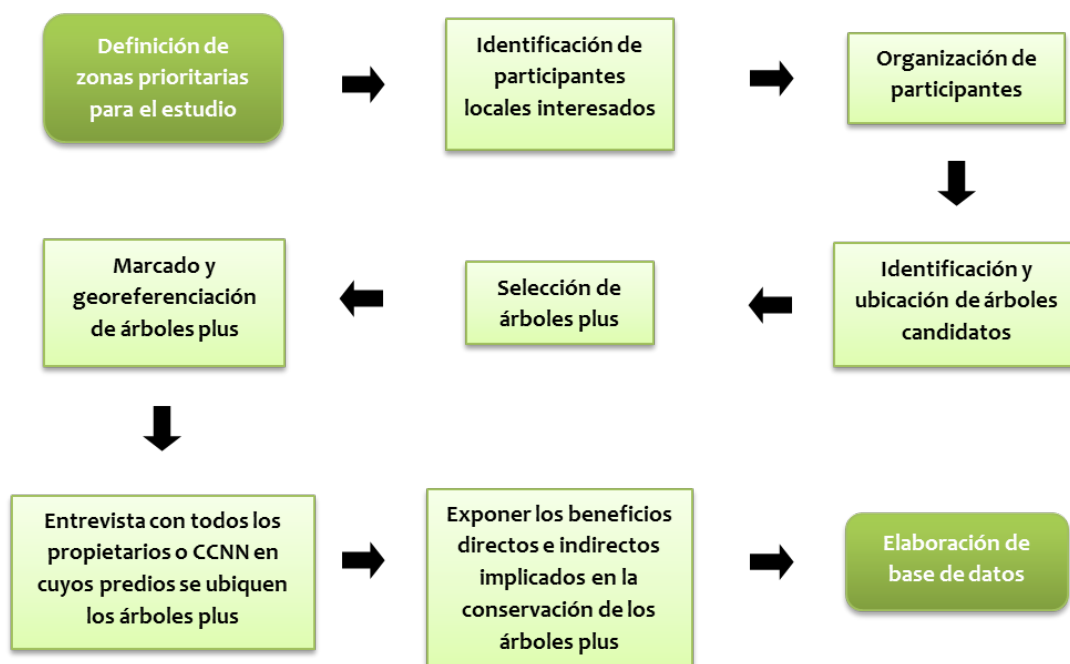 Definición de
zonas prioritarias
para el estudio
Identificación de
participantes
locales interesados
Organización de
participantes
Identificación y
ubicación de árboles
candidatos
Selección de
árboles plus
Marcado y
georeferenciación
de árboles plus
Entrevista con todos los
propietarios o CCNN en
cuyos predios se ubiquen
los árboles plus
Exponer los beneficios
directos e indirectos
implicados en la
conservación de los
árboles plus
Elaboración de
base de datos